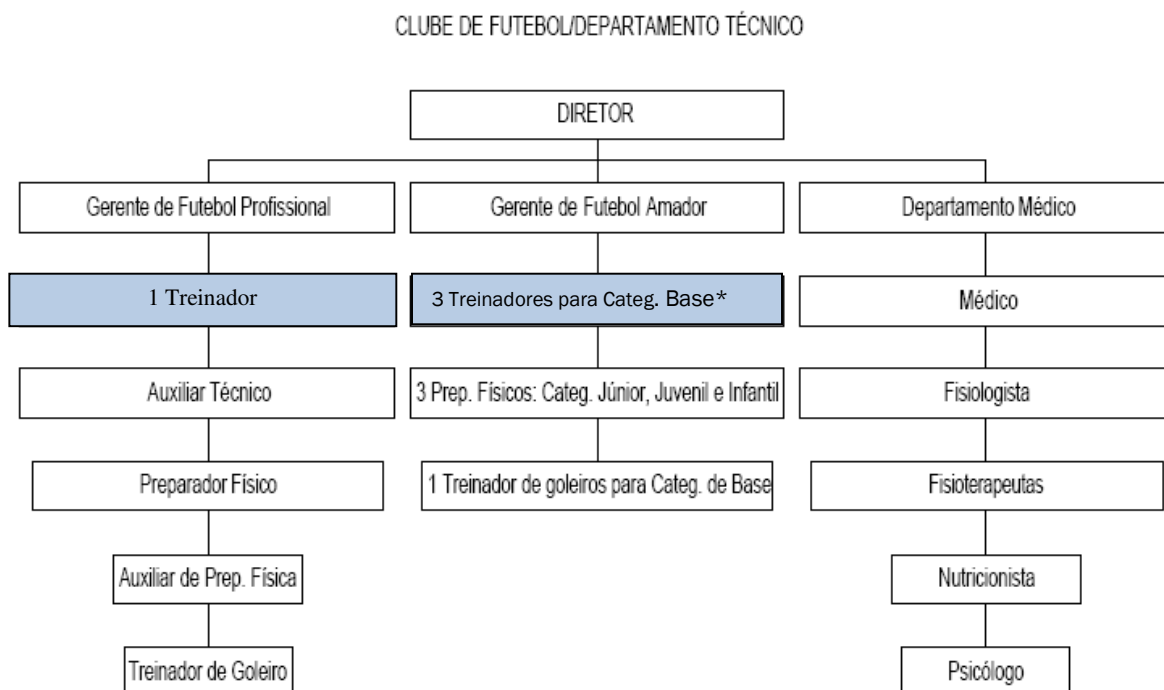 CLUBE DE FUTEBOL/DEPARTAMENTO TÉCNICO
DIRETOR
Gerente de Futebol Profissional
Gerente de Futebol Amador
Departamento Médico
1 Treinador
3 Treinadores para Categ. Base*
Médico
Auxiliar Técnico
3 Prep. Físicos: Categ. Júnior, Juvenil e Infantil
Fisiologista
Preparador Físico
1 Treinador de goleiros para Categ. de Base
Fisioterapeutas
Auxiliar de Prep. Física
Nutricionista
Treinador de Goleiro
Psicólogo